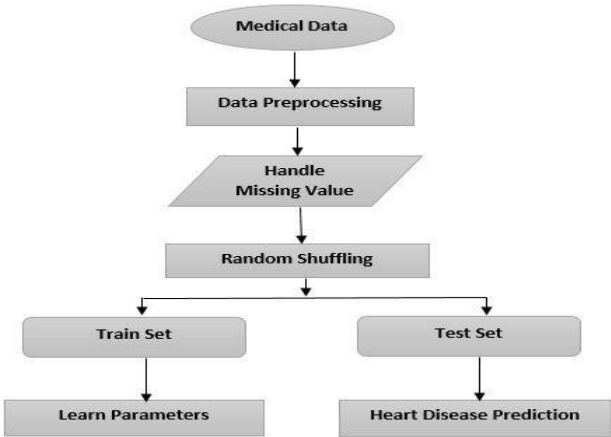 Medical Data
Data Preprocessing
Handle
Missing Value
Random Shuffling
Train Set
Test Set
Learn Parameters
Heart Disease Prediction